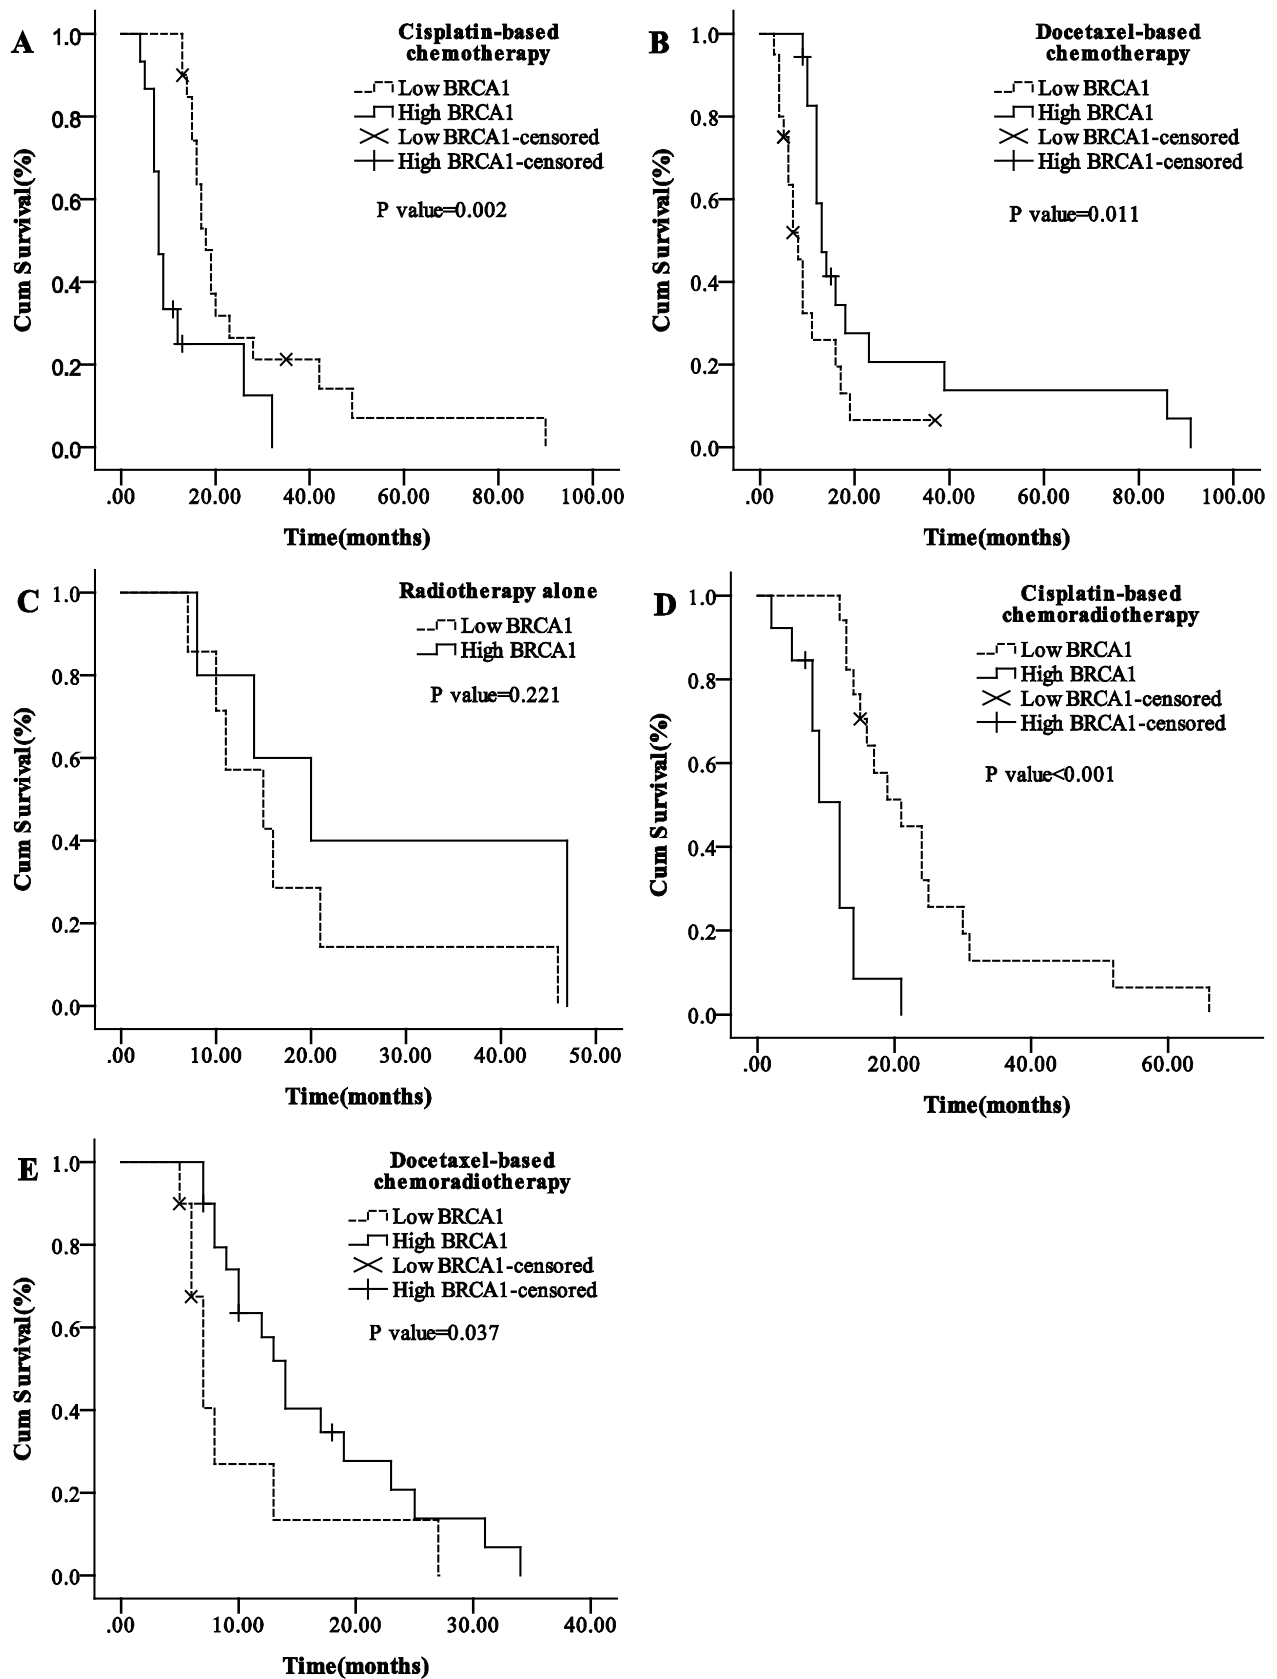 A
Cisplatin-based
chemotherapy
Low BRCA1
High BRCA1
Low BRCA1-censored
High BRCA1-censored
P value=0.002
Cum Survival(%)
1.0
0.8
0.6
0.4
0.2
0.0
.00 20.00 40.00 60.00 80.00 100.00
Time(months)
B
Docetaxel-based
chemotherapy
Low BRCA1
High BRCA1
Low BRCA1-censored
High BRCA1-censored
P value=0.011
Cum Survival(%)
1.0
0.8
0.6
0.4
0.2
0.0
.00 20.00 40.00 60.00 80.00 100.00
Time(months)
C
Radiotherapy alone
Low BRCA1
High BRCA1
P value=0.221
Cum Survival(%)
1.0
0.8
0.6
0.4
0.2
0.0
.00 10.00 20.00 30.00 40.00 50.00
Time(months)
D
Cisplatin-based
chemoradiotherapy
Low BRCA1
High BRCA1
Low BRCA1-censored
High BRCA1-censored
P value<0.001
Cum Survival(%)
1.0
0.8
0.6
0.4
0.2
0.0
.00 20.00 40.00 60.00
Time(months)
E
Docetaxel-based
chemoradiotherapy
Low BRCA1
High BRCA1
Low BRCA1-censored
High BRCA1-censored
P value=0.037
Cum Survival(%)
1.0
0.8
0.6
0.4
0.2
0.0
.00 10.00 20.00 30.00 40.00
Time(months)